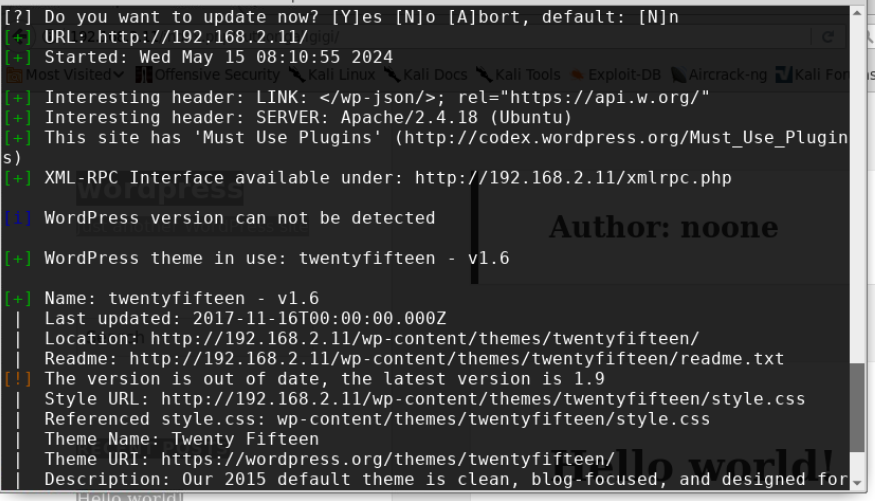 [?] Do you want to update now? [Y]es [N]o [A]bort, default: [N]n
[+] URL: http://192.168.2.11/
[+] Started: Wed May 15 08:10:55 2024
Most Visited Offensive Security Kali Linux Kali Docs Kali Tools Exploit-DB Aircrack-ng Kali Forums
[+] Interesting header: LINK: </wp-json/>; rel="https://api.w.org/"
[+] Interesting header: SERVER: Apache/2.4.18 (Ubuntu)
[+] This site has 'Must Use Plugins' (http://codex.wordpress.org/Must_Use_Plugin
s)
[+] XML-RPC Interface available under: http://192.168.2.11/xmlrpc.php
wordpress
[i] WordPress version can not be detected
Just another WordPress site
Author: noone
[+] WordPress theme in use: twentyfifteen - v1.6
[+] Name: twentyfifteen - v1.6
| Last updated: 2017-11-16T00:00:00.000Z
| Location: http://192.168.2.11/wp-content/themes/twentyfifteen/
| Readme: http://192.168.2.11/wp-content/themes/twentyfifteen/readme.txt
[!] The version is out of date, the latest version is 1.9
| Style URL: http://192.168.2.11/wp-content/themes/twentyfifteen/style.css
| Referenced style.css: wp-content/themes/twentyfifteen/style.css
| Theme Name: Twenty Fifteen
| Theme URI: https://wordpress.org/themes/twentyfifteen/
Hello world!
| Description: Our 2015 default theme is clean, blog-focused, and designed for
Hello world!